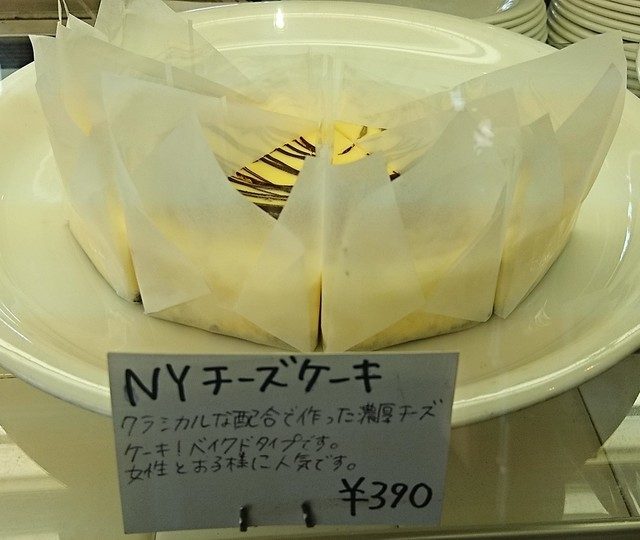 NYチーズケーキ
クラシカルな配合で作った濃厚チーズ
ケーキ!ベイクドタイプです。
女性とお子様に人気です。
¥390